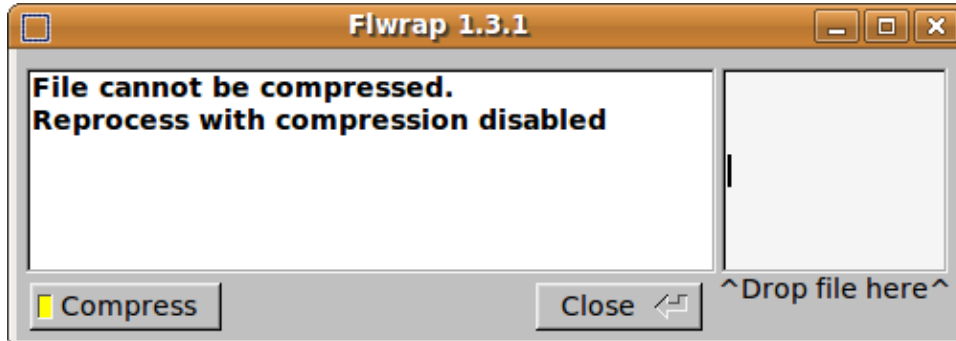 Flwrap 1.3.1
File cannot be compressed.
Reprocess with compression disabled
Compress
Close
^Drop file here^